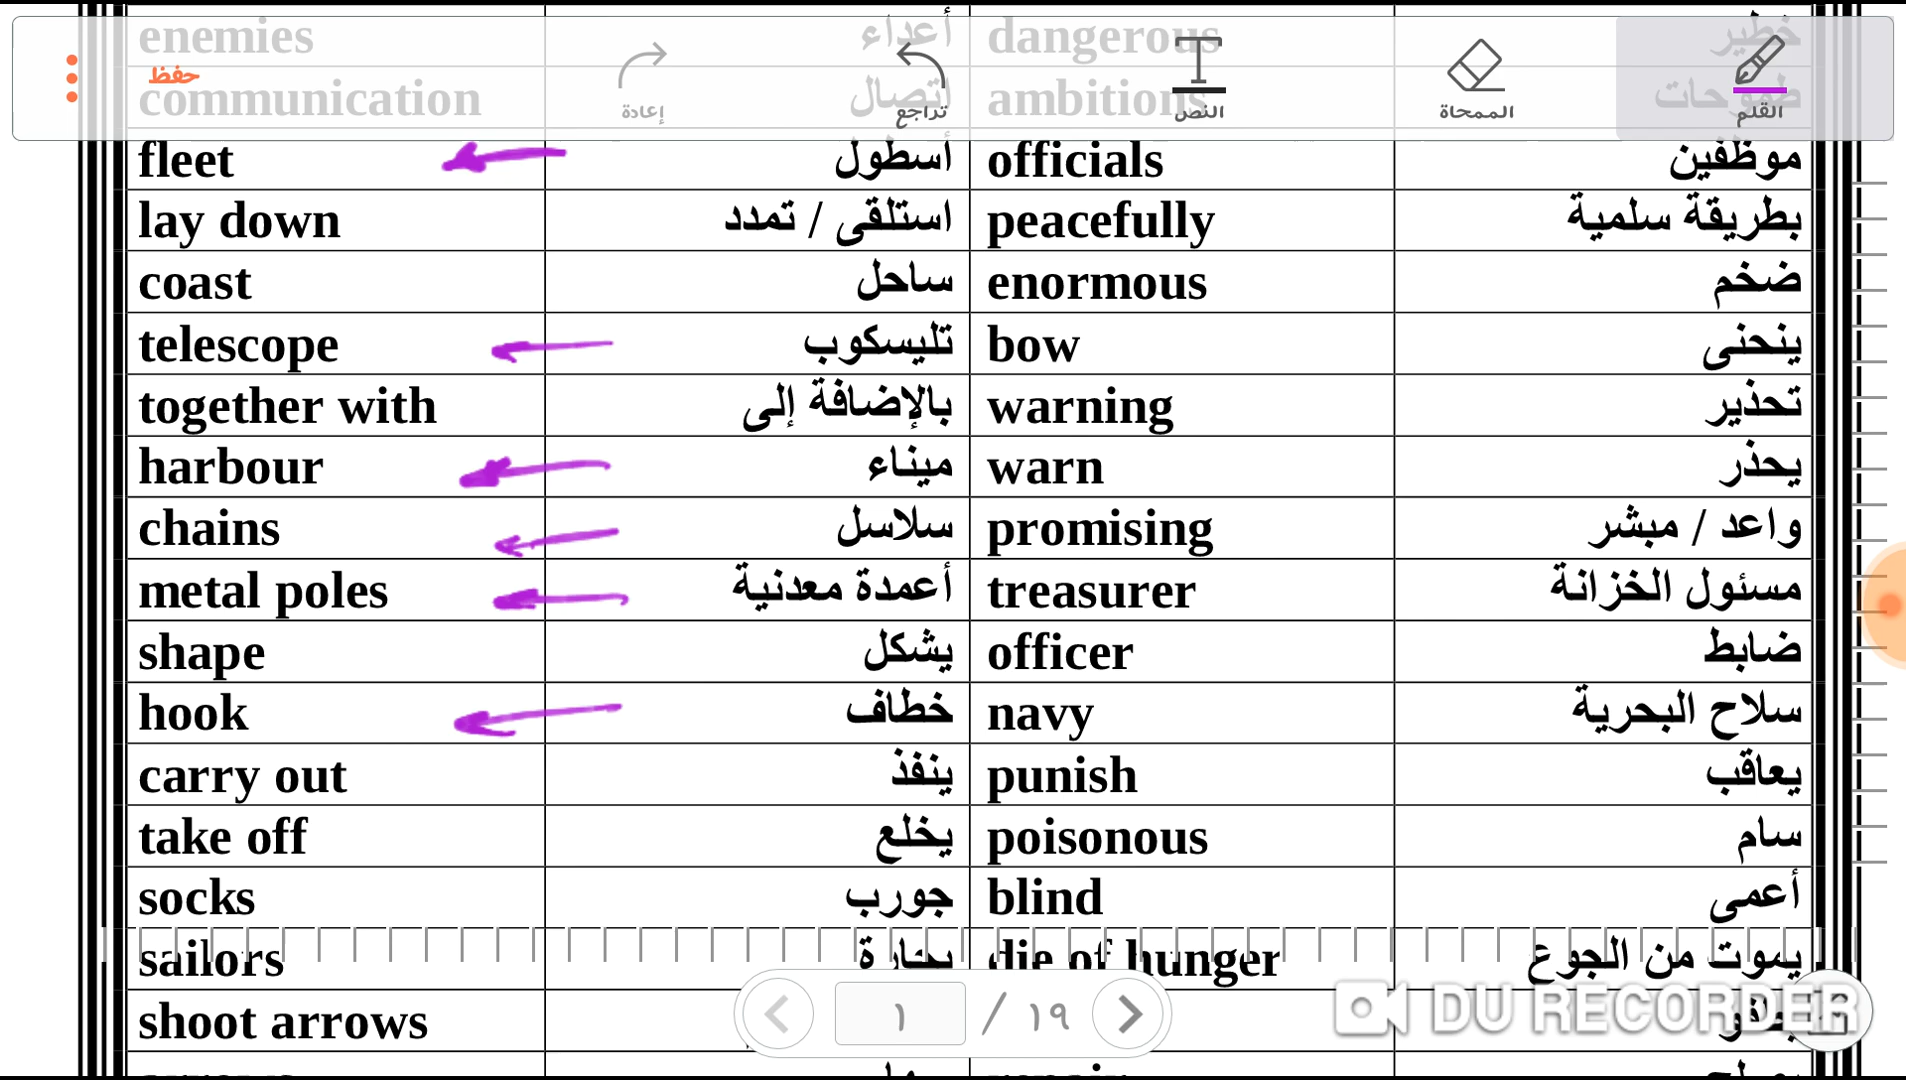 enemies أعداء dangerous خطير
حفظ إعادة تراجع النص الممحاة القلم
communication اتصال ambitions طموحات
fleet أسطول officials موظفين
lay down استلقى / تمدد peacefully بطريقة سلمية
coast ساحل enormous ضخم
telescope تليسكوب bow ينحنى
together with بالإضافة إلى warning تحذير
harbour ميناء warn يحذر
chains سلاسل promising واعد / مبشر
metal poles أعمدة معدنية treasurer مسئول الخزانة
shape يشكل officer ضابط
hook خطاف navy سلاح البحرية
carry out ينفذ punish يعاقب
take off يخلع poisonous سام
socks جورب blind أعمى
sailors بحارة die of hunger يموت من الجوع
shoot arrows
١ / ١٩
DU RECORDER